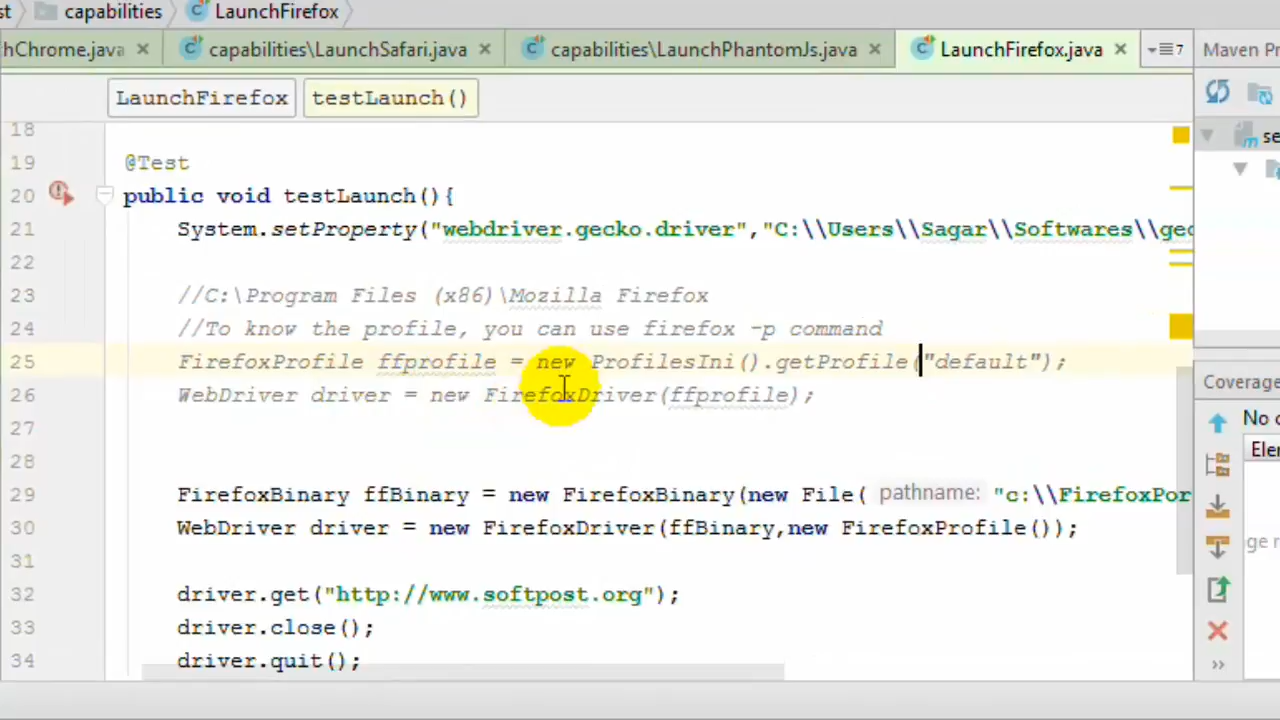 st capabilities LaunchFirefox
hChrome.java capabilities\LaunchSafari.java capabilities\LaunchPhantomJs.java LaunchFirefox.java 7 Maven Pr
LaunchFirefox testLaunch()
18
19 @Test
20 public void testLaunch(){
21 System.setProperty("webdriver.gecko.driver","C:\\Users\\Sagar\\Softwares\\gec
22
23 //C:\Program Files (x86)\Mozilla Firefox
24 //To know the profile, you can use firefox -p command
25 FirefoxProfile ffprofile = new ProfilesIni().getProfile("default");
26 WebDriver driver = new FirefoxDriver(ffprofile);
27
28
29 FirefoxBinary ffBinary = new FirefoxBinary(new File( pathname: "c:\\FirefoxPor
30 WebDriver driver = new FirefoxDriver(ffBinary,new FirefoxProfile());
31
32 driver.get("http://www.softpost.org");
33 driver.close();
34 driver.quit();
se
Coverage
No c
Eler
ge r